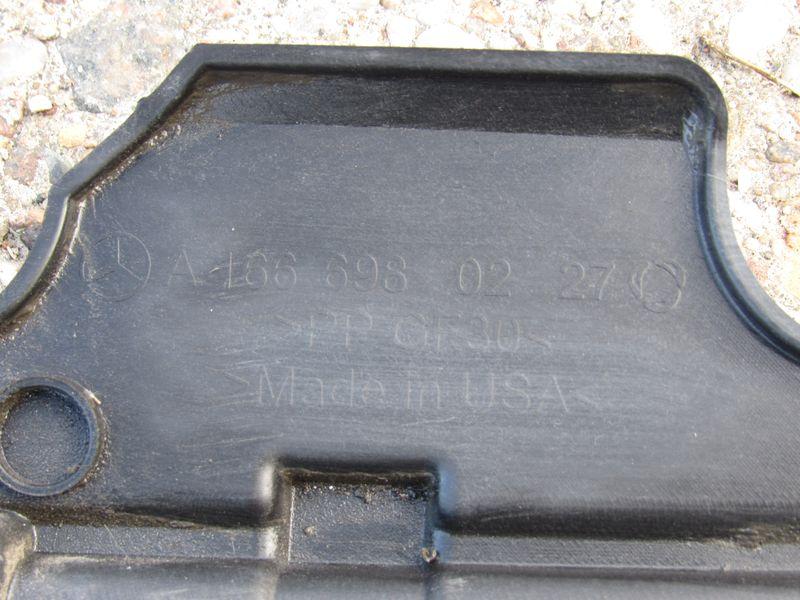 A 166 698 02 27
>PP GF30<
>Made in USA<